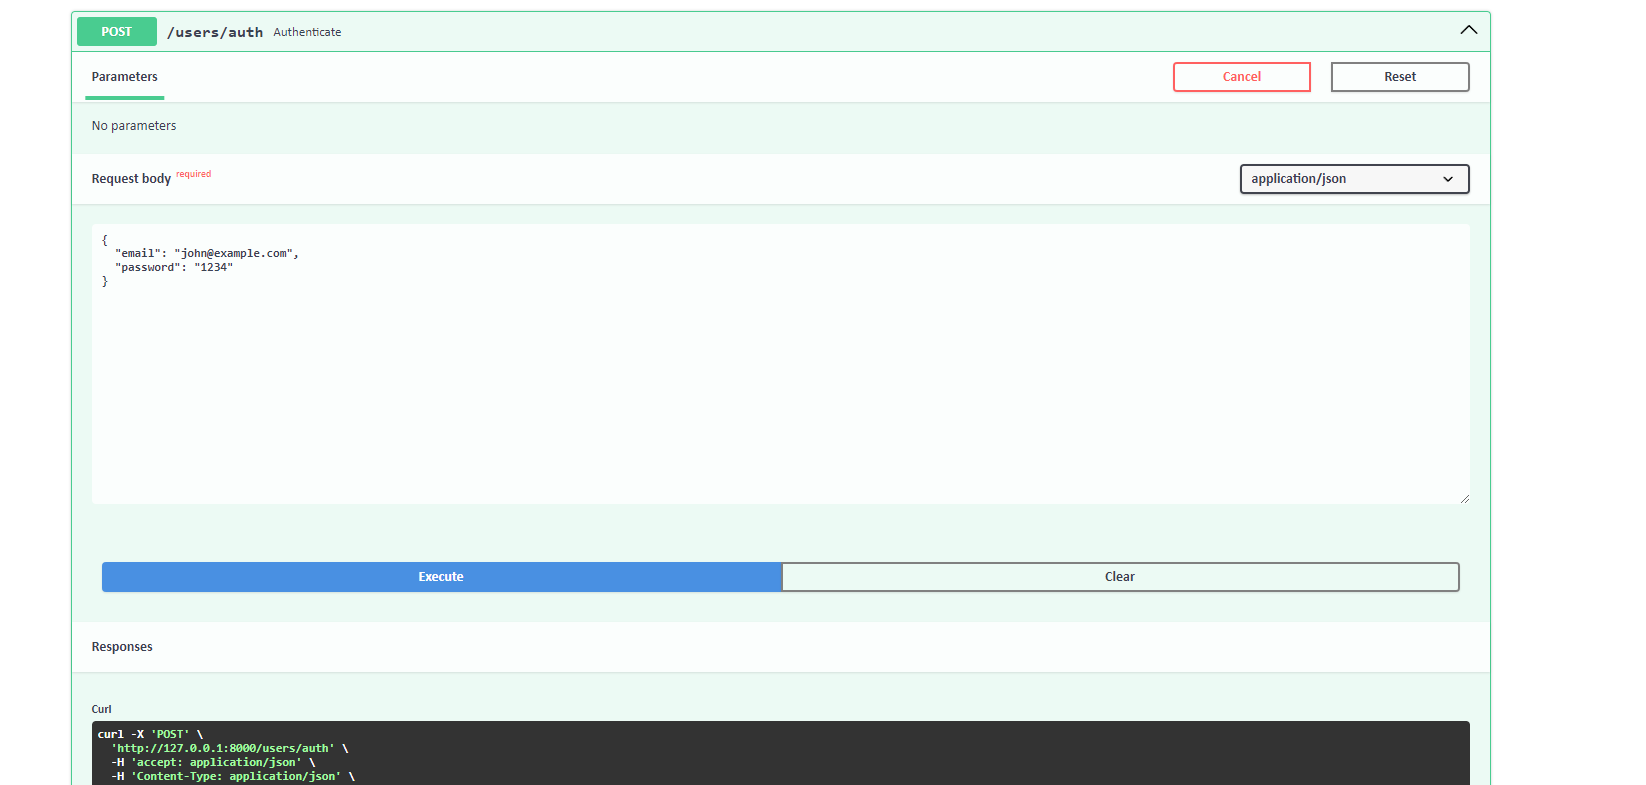 POST /users/auth Authenticate
Parameters Cancel Reset
No parameters
Request body required application/json
{
  "email": "john@example.com",
  "password": "1234"
}
Execute Clear
Responses
Curl
curl -X 'POST' \
  'http://127.0.0.1:8000/users/auth' \
  -H 'accept: application/json' \
  -H 'Content-Type: application/json' \